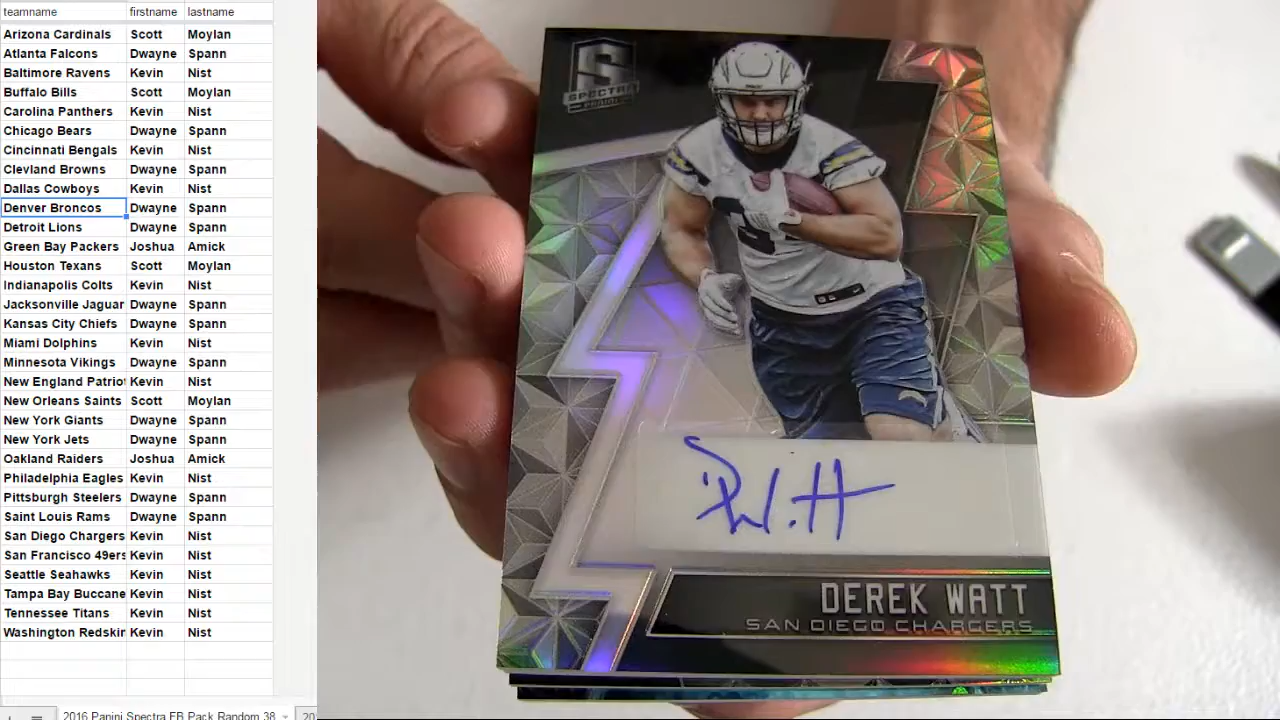 teamname firstname lastname
Arizona Cardinals Scott Moylan
Atlanta Falcons Dwayne Spann
Baltimore Ravens Kevin Nist
Buffalo Bills Scott Moylan
Carolina Panthers Kevin Nist
Chicago Bears Dwayne Spann
Cincinnati Bengals Kevin Nist
Clevland Browns Dwayne Spann
Dallas Cowboys Kevin Nist
Denver Broncos Dwayne Spann
Detroit Lions Dwayne Spann
Green Bay Packers Joshua Amick
Houston Texans Scott Moylan
Indianapolis Colts Kevin Nist
Jacksonville Jaguar Dwayne Spann
Kansas City Chiefs Dwayne Spann
Miami Dolphins Kevin Nist
Minnesota Vikings Dwayne Spann
New England Patriot Kevin Nist
New Orleans Saints Scott Moylan
New York Giants Dwayne Spann
New York Jets Dwayne Spann
Oakland Raiders Joshua Amick
Philadelphia Eagles Kevin Nist
Pittsburgh Steelers Dwayne Spann
Saint Louis Rams Dwayne Spann
San Diego Chargers Kevin Nist
San Francisco 49ers Kevin Nist
Seattle Seahawks Kevin Nist
Tampa Bay Buccane Kevin Nist
Tennessee Titans Kevin Nist
Washington Redskin Kevin Nist
2016 Panini Spectra FB Pack Random 38 20
S
SPECTRA
DEREK WATT
SAN DIEGO CHARGERS